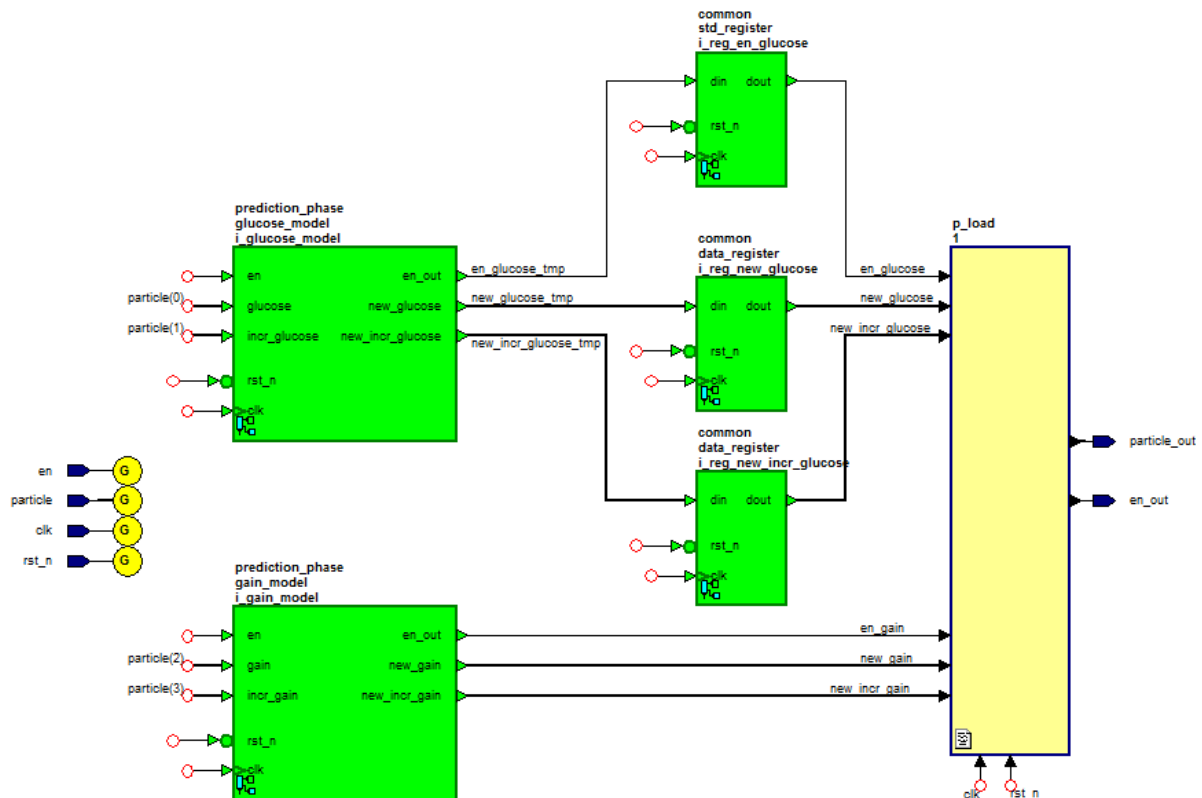 common
std_register
i_reg_en_glucose
din dout
rst_n
clk
prediction_phase
glucose_model
i_glucose_model
en en_out
particle(0) glucose new_glucose
particle(1) incr_glucose new_incr_glucose
rst_n
clk
en_glucose_tmp
new_glucose_tmp
new_incr_glucose_tmp
common
data_register
i_reg_new_glucose
din dout
rst_n
clk
p_load
1
en_glucose
new_glucose
new_incr_glucose
common
data_register
i_reg_new_incr_glucose
din dout
rst_n
clk
particle_out
en_out
en G
particle G
clk G
rst_n G
prediction_phase
gain_model
i_gain_model
en en_out
particle(2) gain new_gain
particle(3) incr_gain new_incr_gain
rst_n
clk
en_gain
new_gain
new_incr_gain
clk rst_n